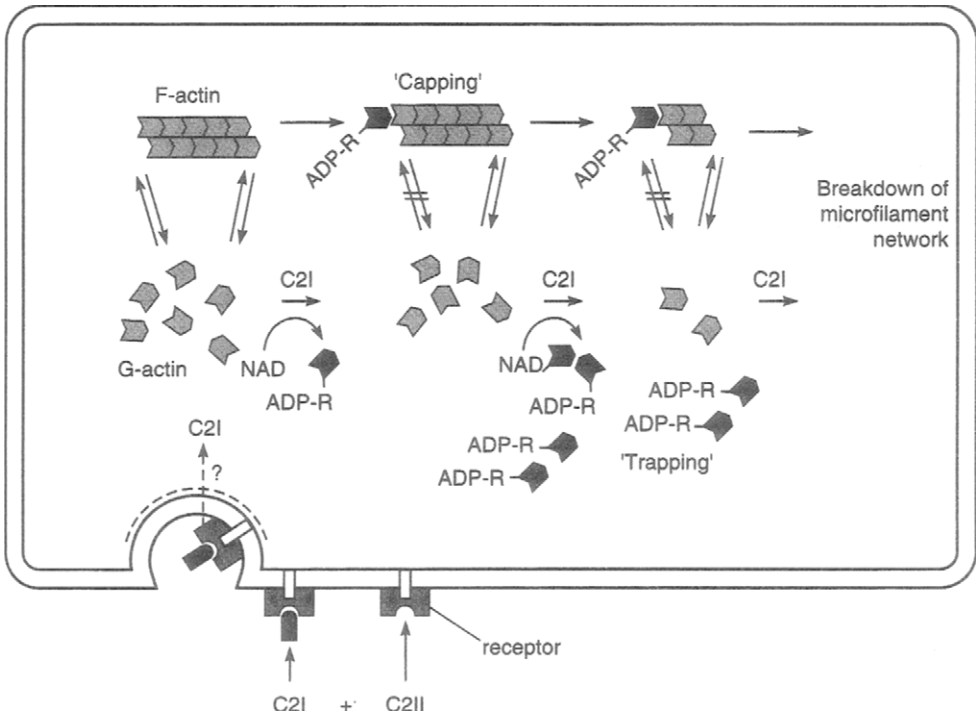 'Capping'
F-actin
ADP-R
ADP-R
Breakdown of
microfilament
network
C2I
C2I
C2I
G-actin
NAD
ADP-R
NAD
ADP-R
ADP-R
ADP-R
C2I
?
ADP-R
ADP-R
'Trapping'
receptor
C2I + C2II